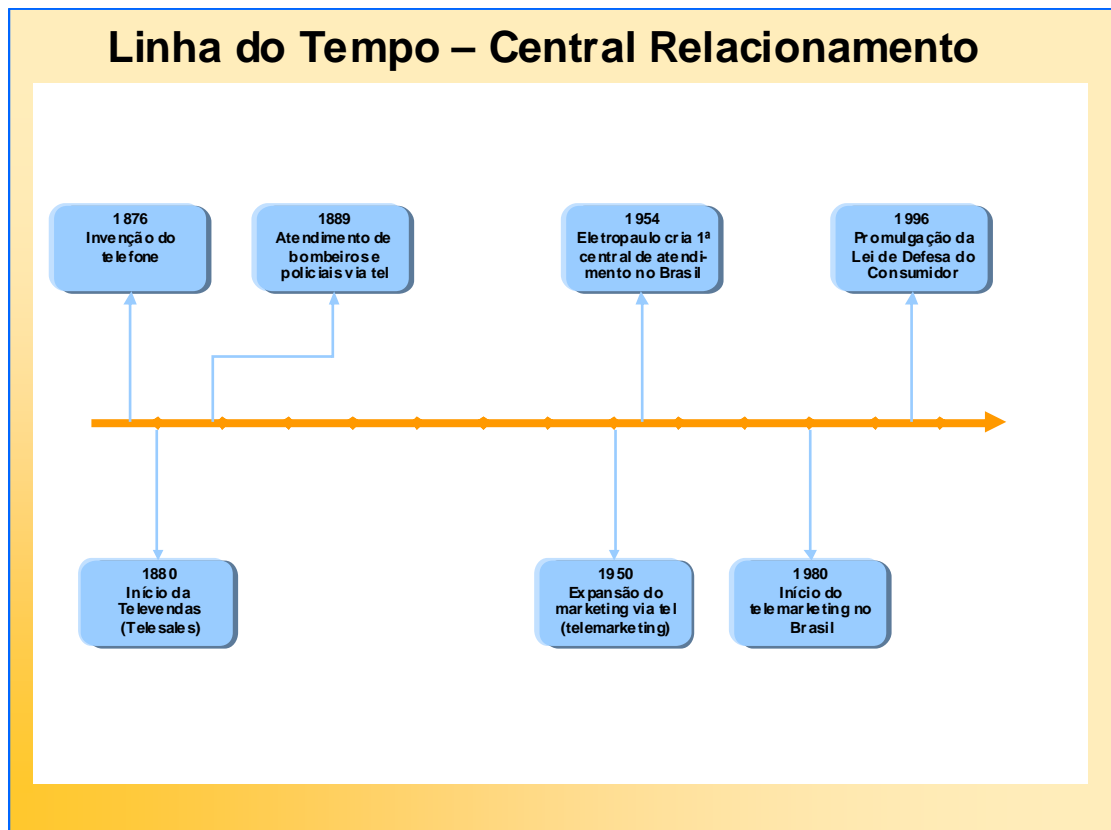 Linha do Tempo – Central Relacionamento
1876
Invenção do
telefone
1889
Atendimento de
bombeiros e
policiais via tel
1954
Eletropaulo cria 1ª
central de atendi-
mento no Brasil
1996
Promulgação da
Lei de Defesa do
Consumidor
1880
Início da
Televendas
(Telesales)
1950
Expansão do
marketing via tel
(telemarketing)
1980
Início do
telemarketing no
Brasil